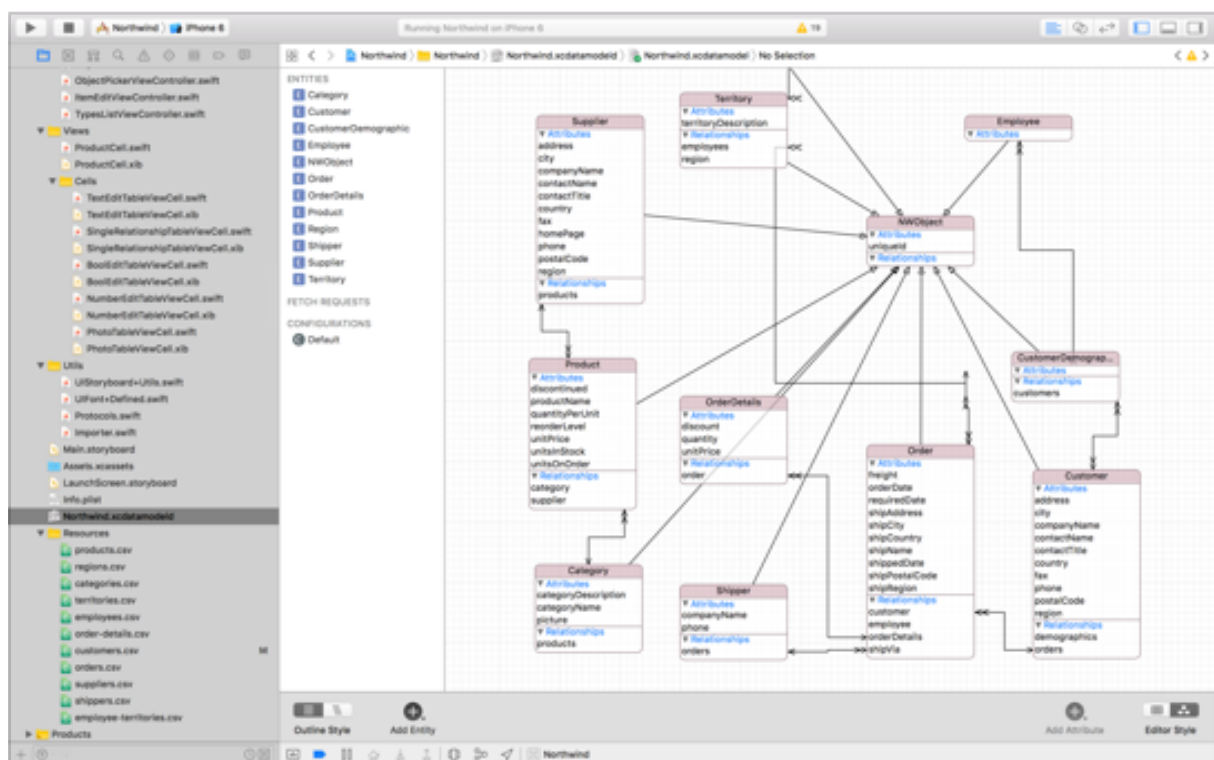 Northwind
iPhone 6
Running Northwind on iPhone 6
19
Northwind
Northwind
Northwind.xcdatamodeld
Northwind.xcdatamodel
No Selection
ObjectPickerViewController.swift
ItemEditViewController.swift
TypesListViewController.swift
Views
ProductCell.swift
ProductCell.xib
Cells
TextEditTableViewCell.swift
TextEditTableViewCell.xib
SingleRelationshipTableViewCell.swift
SingleRelationshipTableViewCell.xib
BoolEditTableViewCell.swift
BoolEditTableViewCell.xib
NumberEditTableViewCell.swift
NumberEditTableViewCell.xib
PhotoTableViewCell.swift
PhotoTableViewCell.xib
Utils
UIStoryboard+Utils.swift
UIFont+Defined.swift
Protocols.swift
Importer.swift
Main.storyboard
Assets.xcassets
LaunchScreen.storyboard
Info.plist
Northwind.xcdatamodeld
Resources
products.csv
regions.csv
categories.csv
territories.csv
employees.csv
order-details.csv
customers.csv
M
orders.csv
suppliers.csv
shippers.csv
employee-territories.csv
Products
ENTITIES
Category
Customer
CustomerDemographic
Employee
NWObject
Order
OrderDetails
Product
Region
Shipper
Supplier
Territory
FETCH REQUESTS
CONFIGURATIONS
Default
Supplier
Attributes
address
city
companyName
contactName
contactTitle
country
fax
homePage
phone
postalCode
region
Relationships
products
Territory
Attributes
territoryDescription
Relationships
employees
region
Employee
Attributes
NWObject
Attributes
uniqueId
Relationships
Product
Attributes
discontinued
productName
quantityPerUnit
reorderLevel
unitPrice
unitsInStock
unitsOnOrder
Relationships
category
supplier
OrderDetails
Attributes
discount
quantity
unitPrice
Relationships
order
CustomerDemograp...
Attributes
Relationships
customers
Order
Attributes
freight
orderDate
requiredDate
shipAddress
shipCity
shipCountry
shipName
shippedDate
shipPostalCode
shipRegion
Relationships
customer
employee
orderDetails
shipVia
Customer
Attributes
address
city
companyName
contactName
contactTitle
country
fax
phone
postalCode
region
Relationships
demographics
orders
Category
Attributes
categoryDescription
categoryName
picture
Relationships
products
Shipper
Attributes
companyName
phone
Relationships
orders
Outline Style
Add Entity
Add Attribute
Editor Style
Northwind